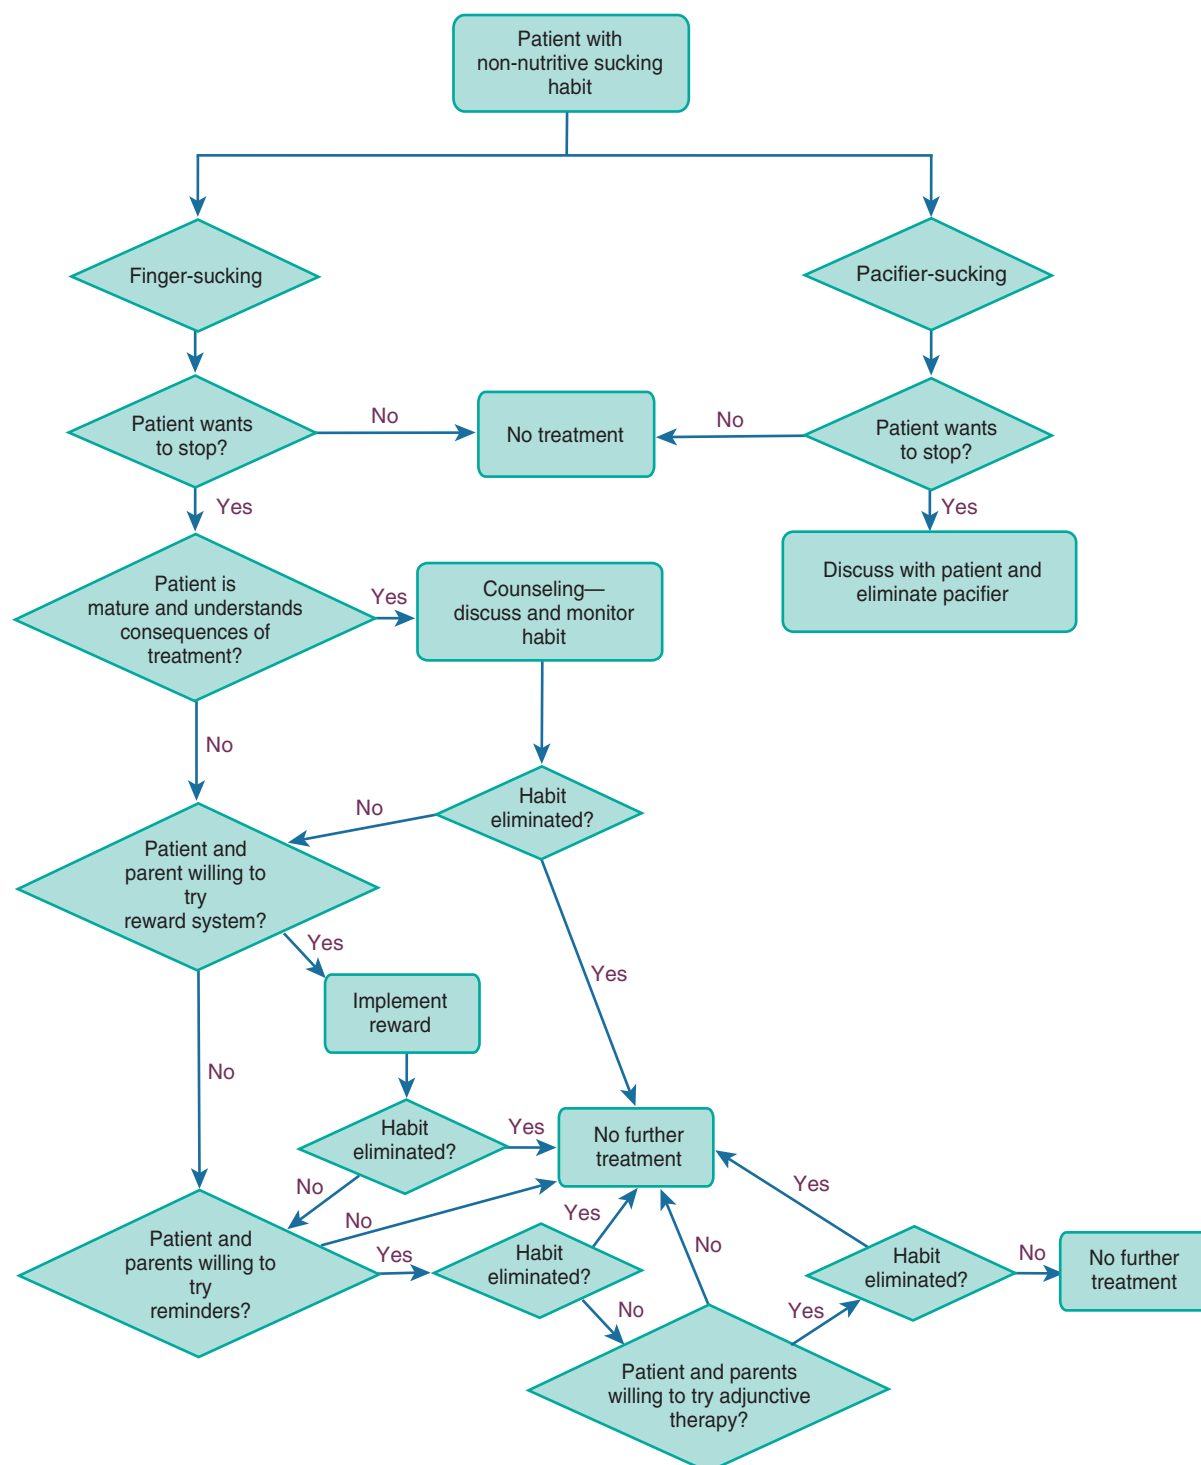 Patient with
non-nutritive sucking
habit
Finger-sucking
Pacifier-sucking
Patient wants
to stop?
No
No treatment
No
Patient wants
to stop?
Yes
Yes
Patient is
mature and understands
consequences of
treatment?
Yes
Counseling—
discuss and monitor
habit
Discuss with patient and
eliminate pacifier
No
Habit
eliminated?
No
Patient and
parent willing to
try
reward system?
Yes
Yes
Implement
reward
No
Habit
eliminated?
Yes
No further
treatment
No
Patient and
parents willing to
try
reminders?
No
Yes
Habit
eliminated?
Yes
No
No
Patient and parents
willing to try adjunctive
therapy?
Yes
Yes
Habit
eliminated?
No
No further
treatment